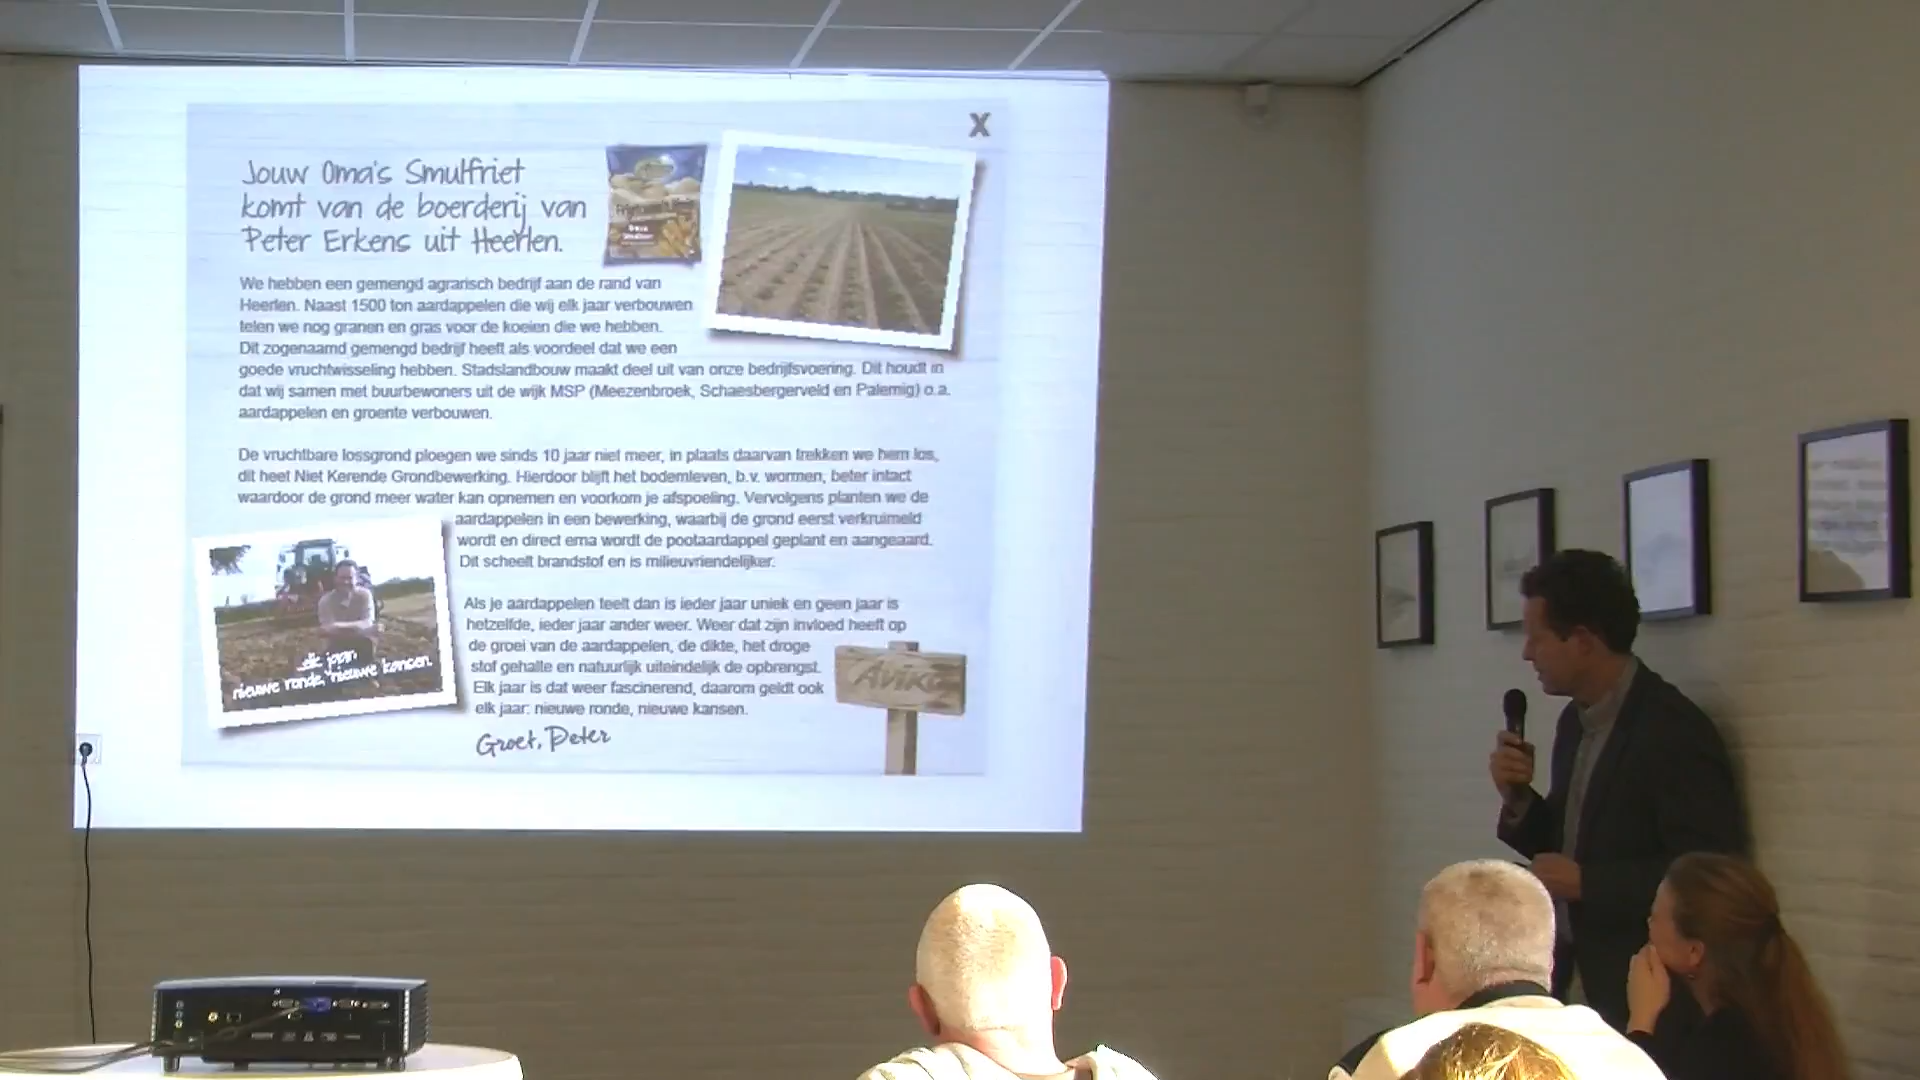 X
Jouw Oma's Smulfriet
komt van de boerderij van
Peter Erkens uit Heerlen.
We hebben een gemengd agrarisch bedrijf aan de rand van
Heerlen. Naast 1500 ton aardappelen die wij elk jaar verbouwen
telen we nog granen en gras voor de koeien die we hebben.
Dit zogenaamd gemengd bedrijf heeft als voordeel dat we een
goede vruchtwisseling hebben. Stadslandbouw maakt deel uit van onze bedrijfsvoering. Dit houdt in
dat wij samen met buurbewoners uit de wijk MSP (Meezenbroek, Schaesbergerveld en Palemig) o.a.
aardappelen en groente verbouwen.
De vruchtbare lossgrond ploegen we sinds 10 jaar niet meer, in plaats daarvan trekken we hem los,
dit heet Niet Kerende Grondbewerking. Hierdoor blijft het bodemleven, b.v. wormen, beter intact
waardoor de grond meer water kan opnemen en voorkom je afspoeling. Vervolgens planten we de
aardappelen in een bewerking, waarbij de grond eerst verkruimeld
wordt en direct erna wordt de pootaardappel geplant en aangeaard.
Dit scheelt brandstof en is milieuvriendelijker.
Als je aardappelen teelt dan is ieder jaar uniek en geen jaar is
hetzelfde, ieder jaar ander weer. Weer dat zijn invloed heeft op
de groei van de aardappelen, de dikte, het droge
stof gehalte en natuurlijk uiteindelijk de opbrengst.
Elk jaar is dat weer fascinerend, daarom geldt ook
elk jaar: nieuwe ronde, nieuwe kansen.
Groet, Peter
...elk jaar,
nieuwe ronde, nieuwe kansen.
Aviko